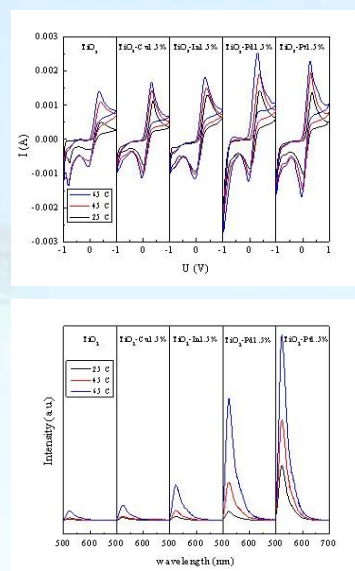 TiO2 TiO2-Cu1.5% TiO2-In1.5% TiO2-Pd1.5% TiO2-Pt1.5%
0.003
0.002
0.001
0.000
-0.001
-0.002
-0.003
I (A)
65 C
45 C
25 C
-1 0 -1 0 -1 0 -1 0 -1 0 1
U (V)
TiO2 TiO2-Cu1.5% TiO2-In1.5% TiO2-Pd1.5% TiO2-Pt1.5%
25 C
45 C
65 C
Intensity (a.u.)
500 600 500 600 500 600 500 600 500 600 700
wavelength (nm)